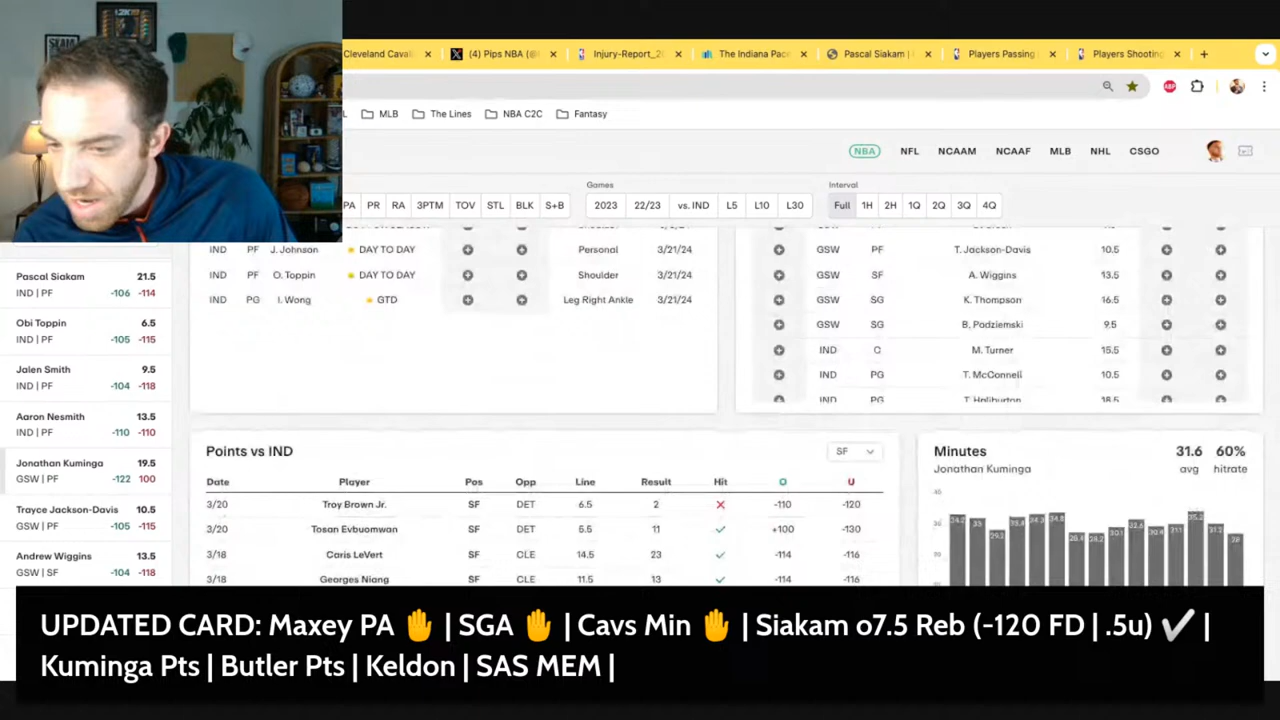 Cleveland Caval
(4) Pips NBA (@
Injury-Report_2
The Indiana Pace
Pascal Siakam |
Players Passing
Players Shooting
MLB
The Lines
NBA C2C
Fantasy
NBA NFL NCAAM NCAAF MLB NHL CSGO
Games
Interval
PA PR RA 3PTM TOV STL BLK S+B
2023 22/23 vs. IND L5 L10 L30
Full 1H 2H 1Q 2Q 3Q 4Q
IND PF J. Johnson DAY TO DAY Personal 3/21/24
IND PF O. Toppin DAY TO DAY Shoulder 3/21/24
IND PG I. Wong GTD Leg Right Ankle 3/21/24
GSW PF T. Jackson-Davis 10.5
GSW SF A. Wiggins 13.5
GSW SG K. Thompson 16.5
GSW SG B. Podziemski 9.5
IND C M. Turner 15.5
IND PG T. McConnell 10.5
IND PG T. Haliburton 18.5
Pascal Siakam 21.5
IND | PF -106 -114
Obi Toppin 6.5
IND | PF -105 -115
Jalen Smith 9.5
IND | PF -104 -118
Aaron Nesmith 13.5
IND | PF -110 -110
Jonathan Kuminga 19.5
GSW | PF -122 100
Trayce Jackson-Davis 10.5
GSW | PF -105 -115
Andrew Wiggins 13.5
GSW | SF -104 -118
Points vs IND SF
Date Player Pos Opp Line Result Hit O U
3/20 Troy Brown Jr. SF DET 6.5 2 ✕ -110 -120
3/20 Tosan Evbuomwan SF DET 5.5 11 ✓ +100 -130
3/18 Caris LeVert SF CLE 14.5 23 ✓ -114 -116
3/18 Georges Niang SF CLE 11.5 13 ✓ -114 -116
Minutes 31.6 60%
Jonathan Kuminga avg hitrate
UPDATED CARD: Maxey PA ✋ | SGA ✋ | Cavs Min ✋ | Siakam o7.5 Reb (-120 FD | .5u) ✔ |
Kuminga Pts | Butler Pts | Keldon | SAS MEM |